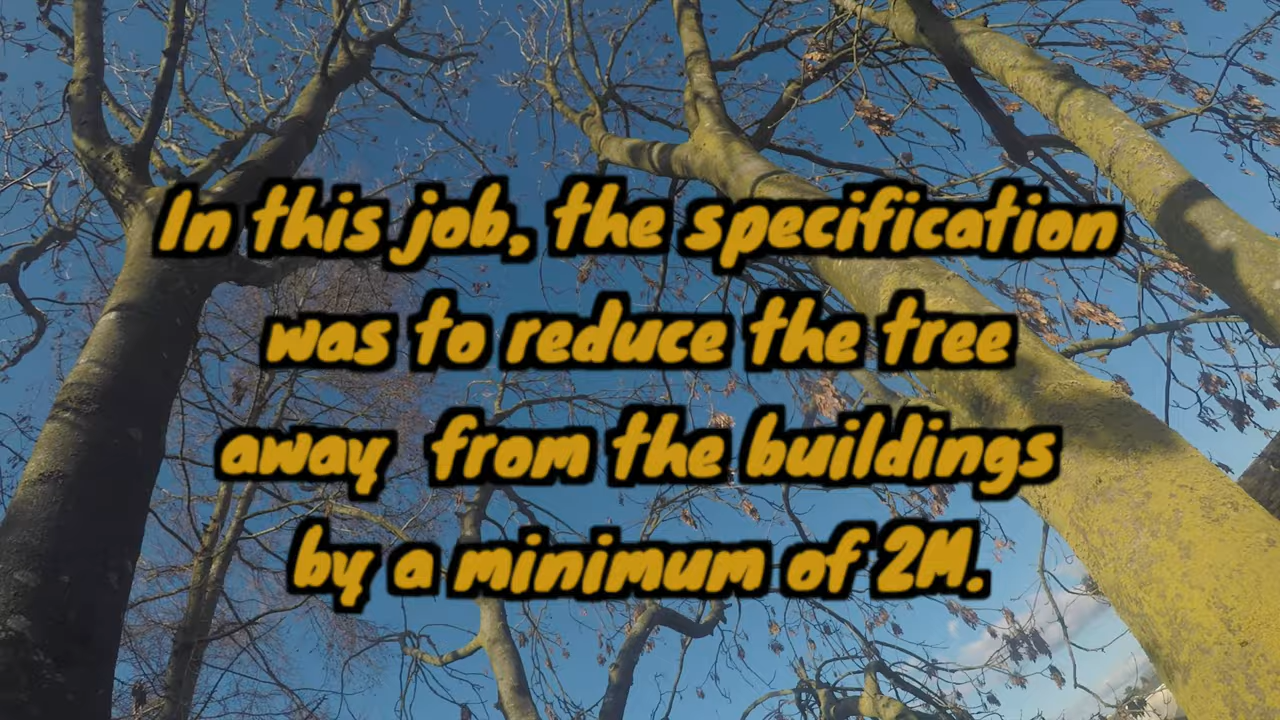 In this job, the specification
was to reduce the tree
away from the buildings
by a minimum of 2M.